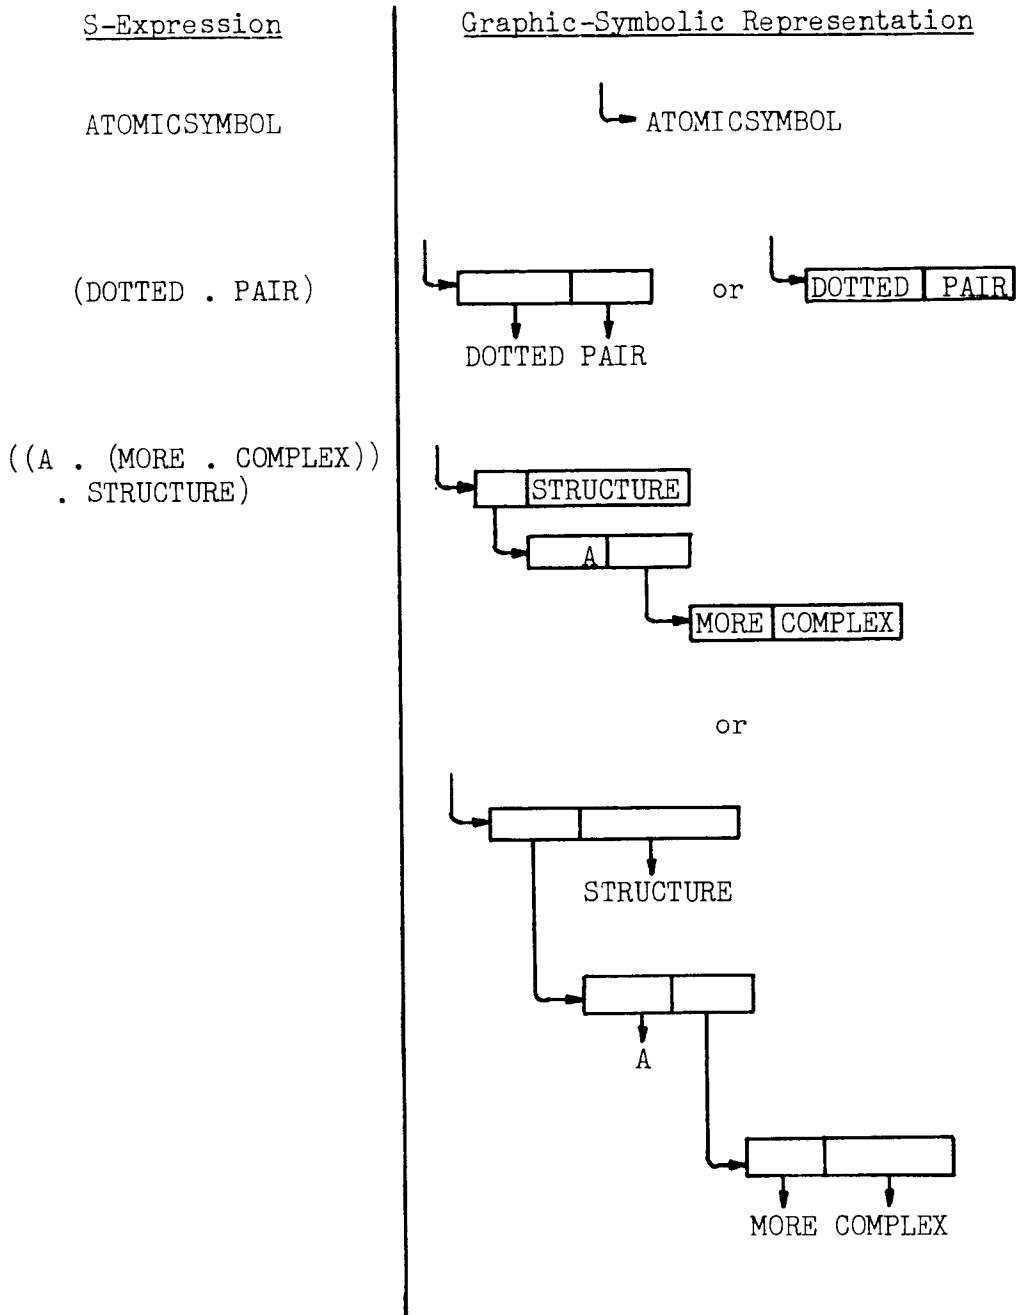 S-Expression
Graphic-Symbolic Representation
ATOMICSYMBOL
ATOMICSYMBOL
(DOTTED . PAIR)
or
DOTTED PAIR
DOTTED PAIR
((A . (MORE . COMPLEX))
. STRUCTURE)
STRUCTURE
A
MORE COMPLEX
or
STRUCTURE
A
MORE COMPLEX